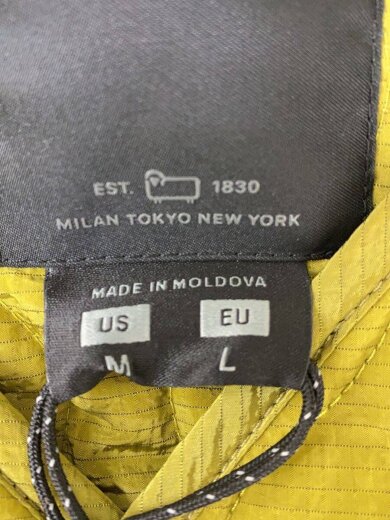 EST. 1830
MILAN TOKYO NEW YORK
MADE IN MOLDOVA
US EU
M L